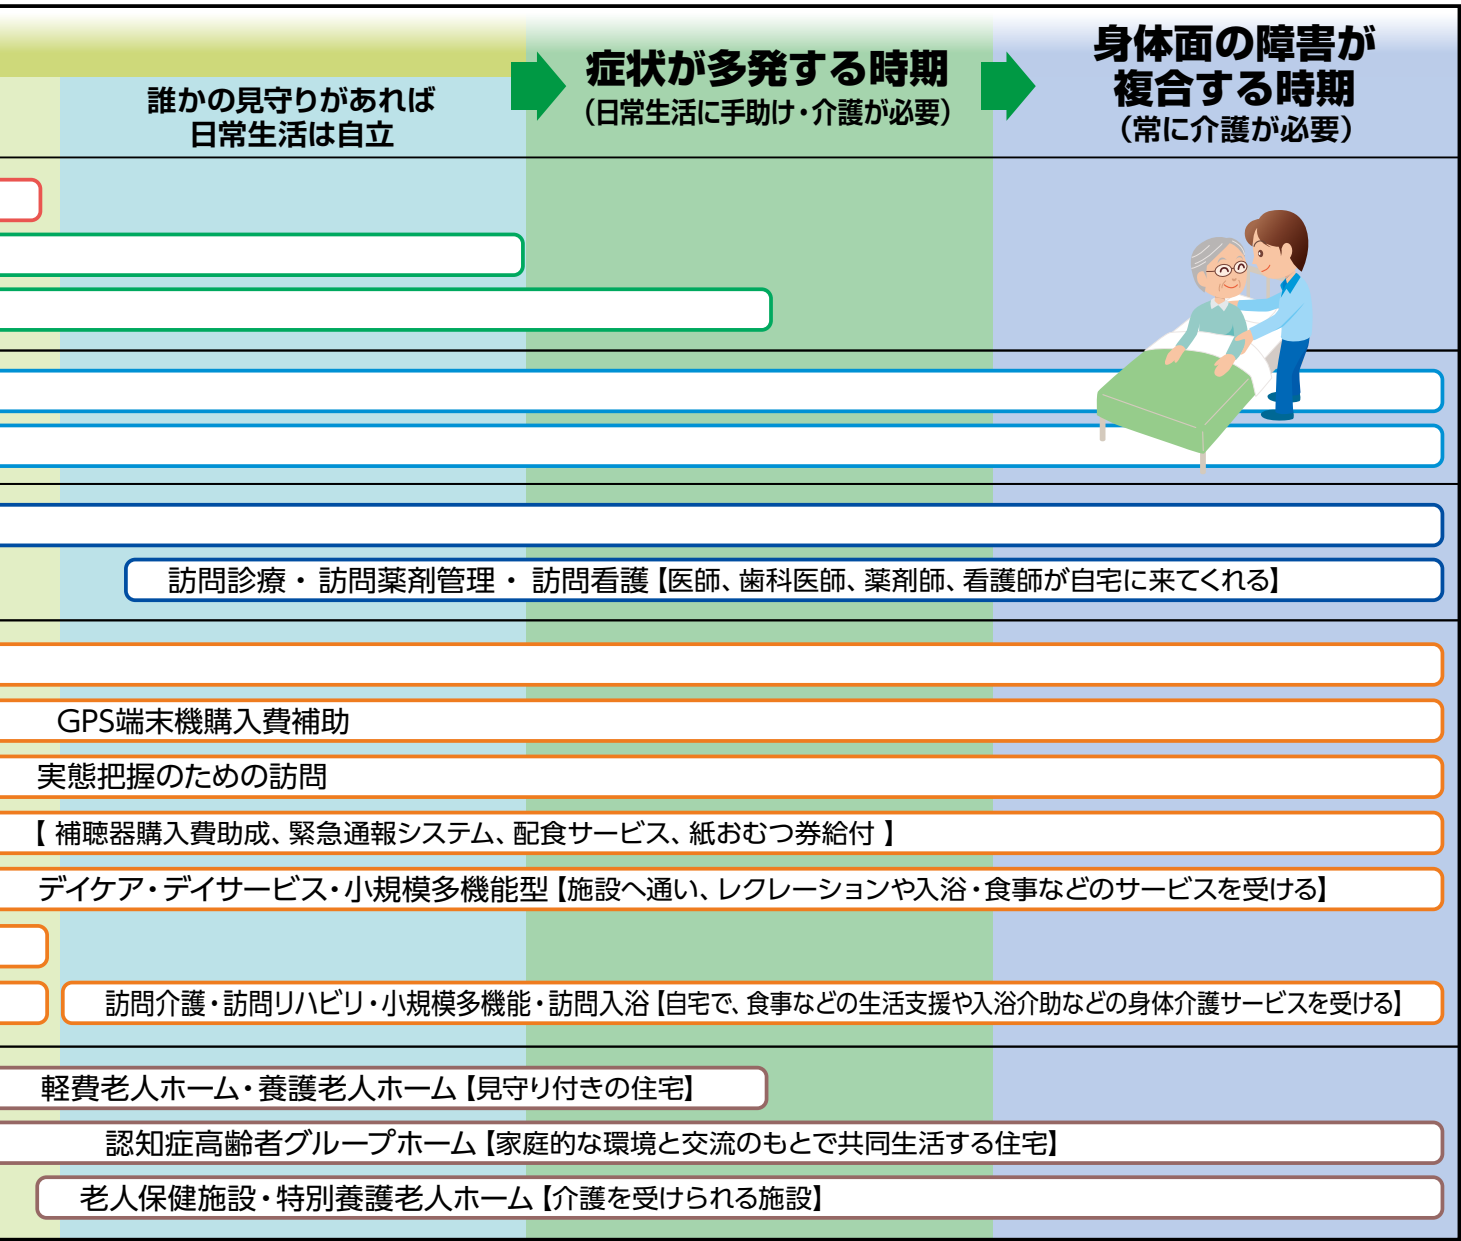 誰かの見守りがあれば
日常生活は自立
症状が多発する時期
(日常生活に手助け・介護が必要)
身体面の障害が
複合する時期
(常に介護が必要)
訪問診療・訪問薬剤管理・訪問看護【医師、歯科医師、薬剤師、看護師が自宅に来てくれる】
GPS端末機購入費補助
実態把握のための訪問
【補聴器購入費助成、緊急通報システム、配食サービス、紙おむつ券給付】
デイケア・デイサービス・小規模多機能型【施設へ通い、レクレーションや入浴・食事などのサービスを受ける】
訪問介護・訪問リハビリ・小規模多機能・訪問入浴【自宅で、食事などの生活支援や入浴介助などの身体介護サービスを受ける】
軽費老人ホーム・養護老人ホーム【見守り付きの住宅】
認知症高齢者グループホーム【家庭的な環境と交流のもとで共同生活する住宅】
老人保健施設・特別養護老人ホーム【介護を受けられる施設】